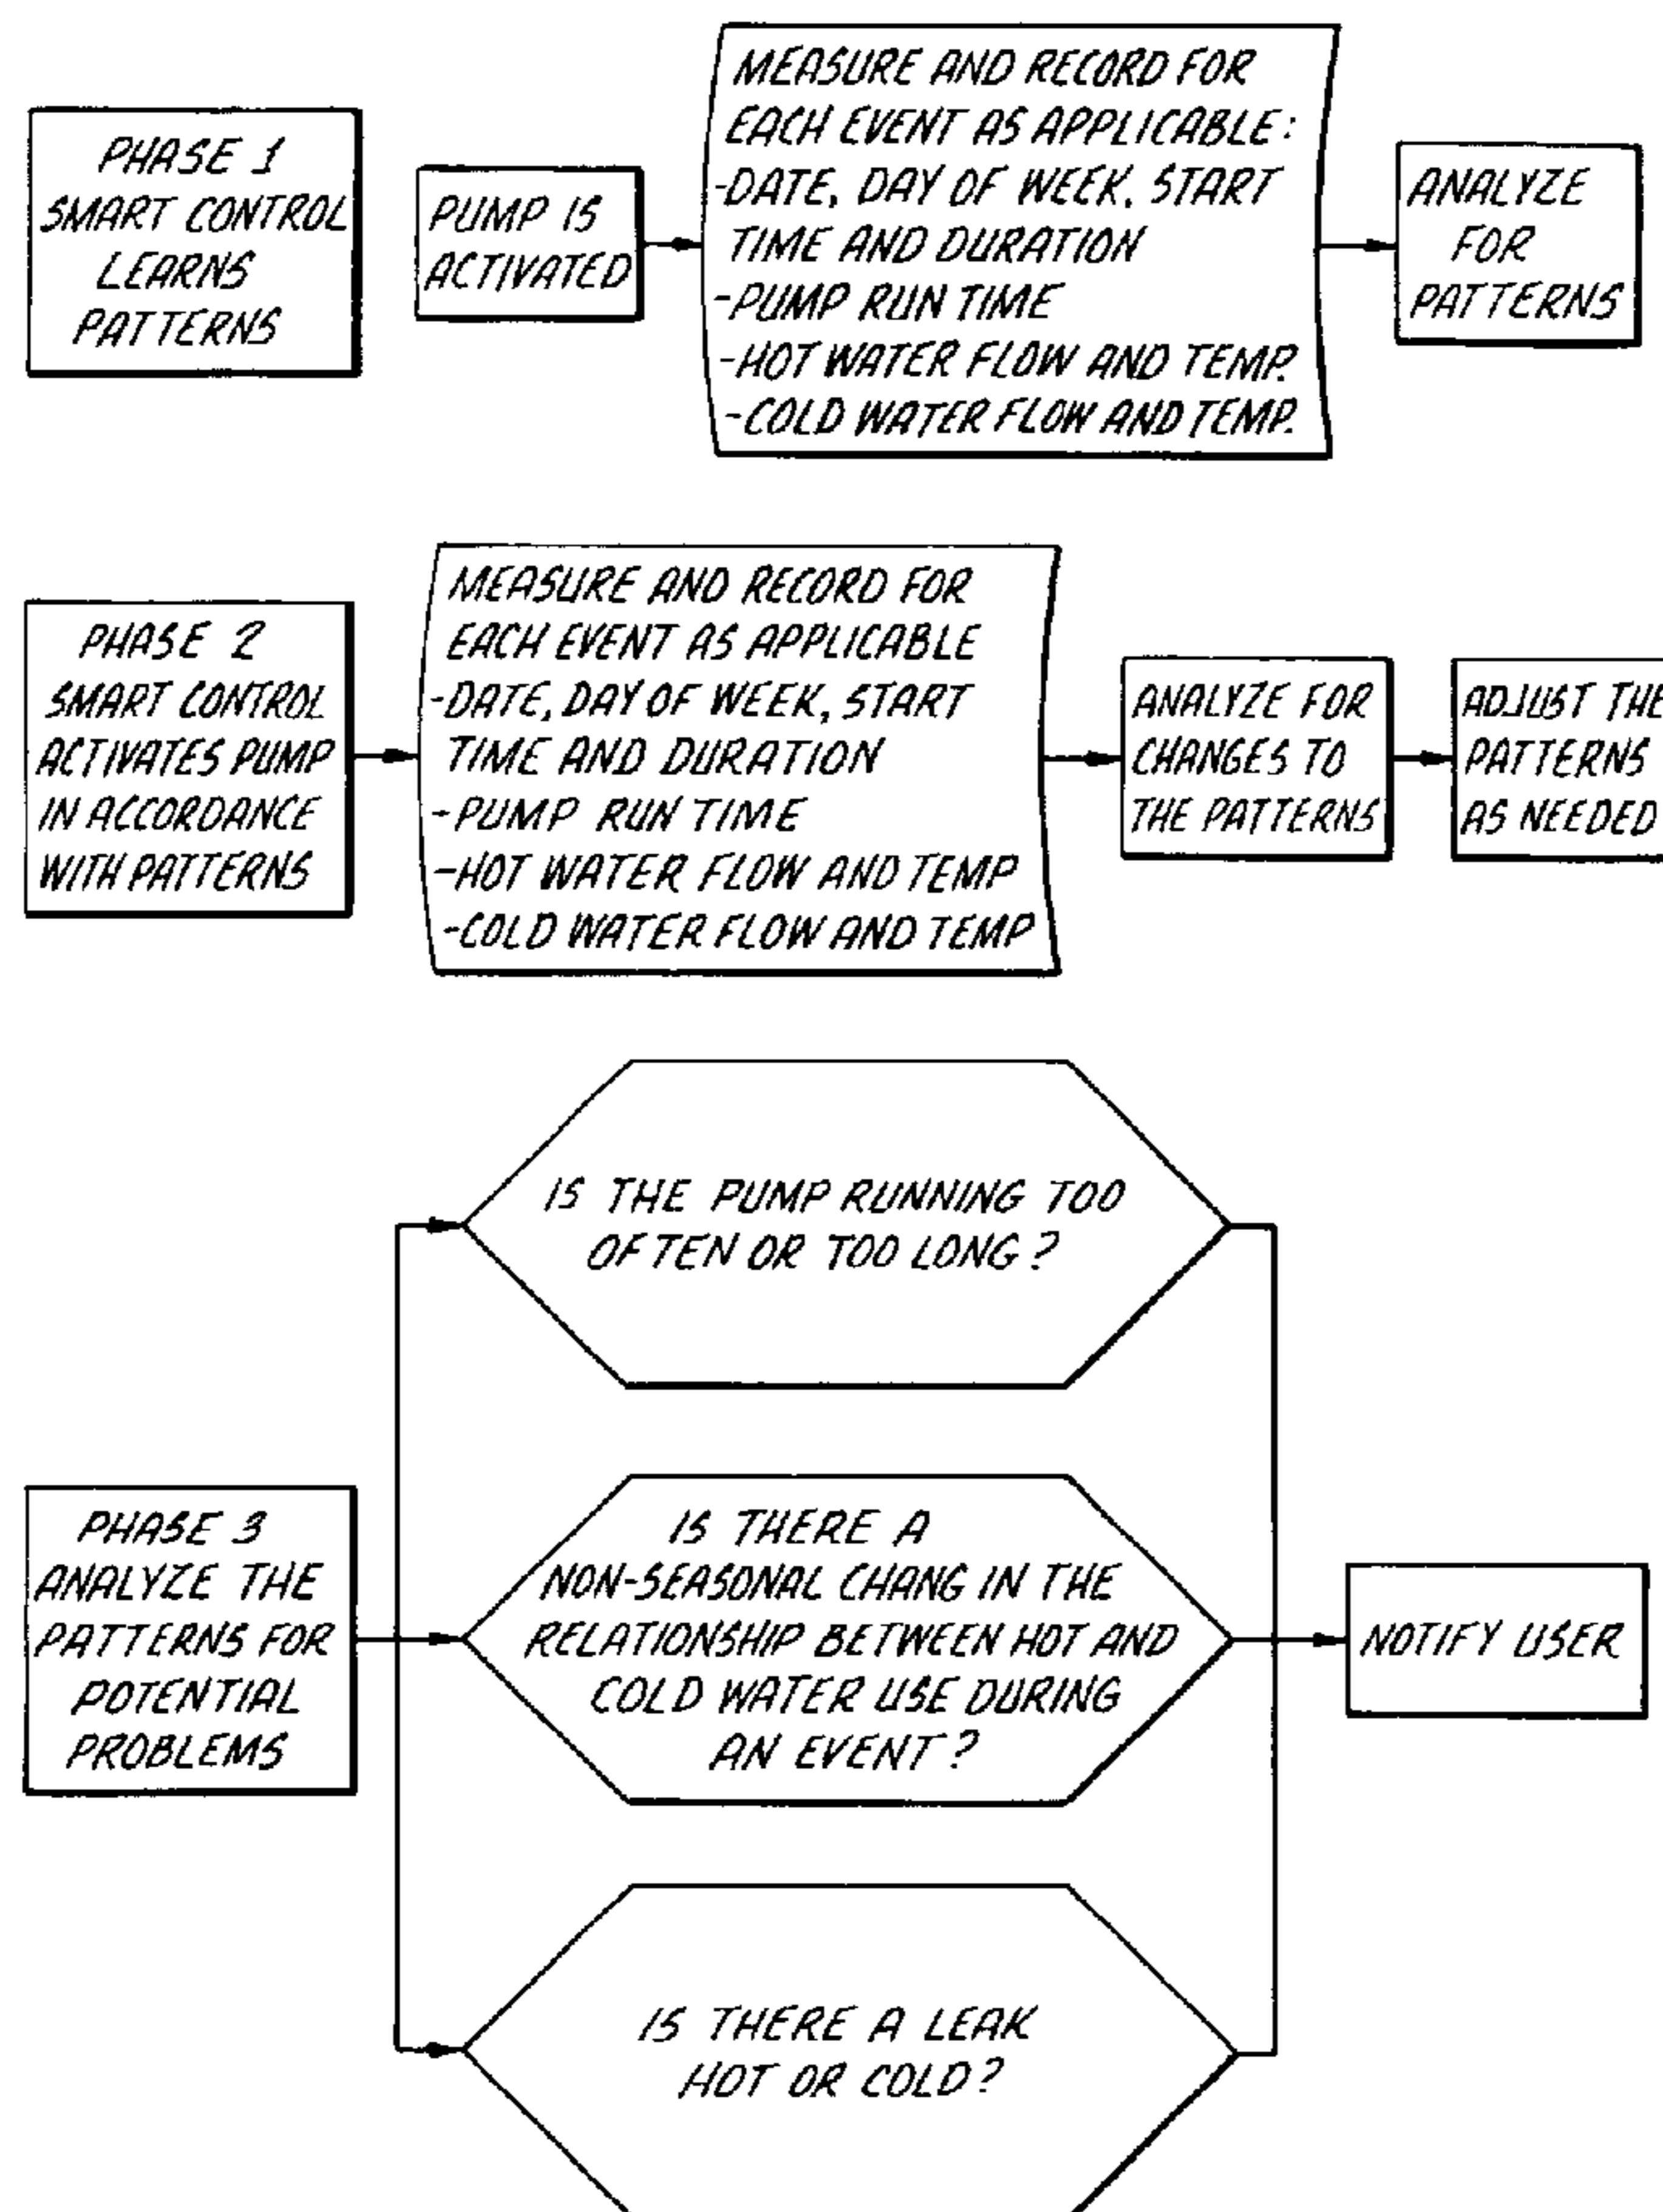 PHASE 1
SMART CONTROL
LEARNS
PATTERNS
PUMP IS
ACTIVATED
MEASURE AND RECORD FOR
EACH EVENT AS APPLICABLE:
-DATE, DAY OF WEEK, START
TIME AND DURATION
-PUMP RUN TIME
-HOT WATER FLOW AND TEMP.
-COLD WATER FLOW AND TEMP.
ANALYZE
FOR
PATTERNS
PHASE 2
SMART CONTROL
ACTIVATES PUMP
IN ACCORDANCE
WITH PATTERNS
MEASURE AND RECORD FOR
EACH EVENT AS APPLICABLE
-DATE, DAY OF WEEK, START
TIME AND DURATION
-PUMP RUN TIME
-HOT WATER FLOW AND TEMP
-COLD WATER FLOW AND TEMP
ANALYZE FOR
CHANGES TO
THE PATTERNS
ADJUST THE
PATTERNS
AS NEEDED
PHASE 3
ANALYZE THE
PATTERNS FOR
POTENTIAL
PROBLEMS
IS THE PUMP RUNNING TOO
OFTEN OR TOO LONG?
IS THERE A
NON-SEASONAL CHANG IN THE
RELATIONSHIP BETWEEN HOT AND
COLD WATER USE DURING
AN EVENT?
IS THERE A LEAK
HOT OR COLD?
NOTIFY USER